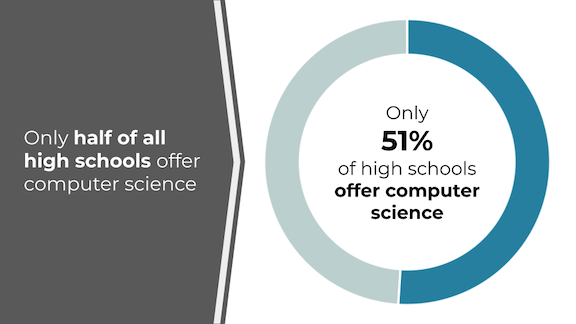 Only half of all
high schools offer
computer science
Only
51%
of high schools
offer computer
science